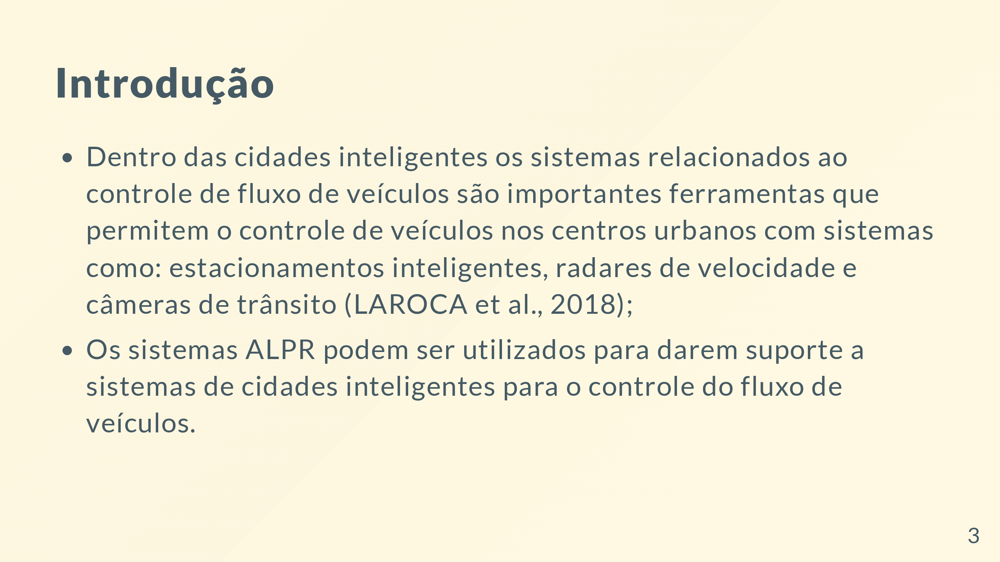 Introdução
• Dentro das cidades inteligentes os sistemas relacionados ao
controle de fluxo de veículos são importantes ferramentas que
permitem o controle de veículos nos centros urbanos com sistemas
como: estacionamentos inteligentes, radares de velocidade e
câmeras de trânsito (LAROCA et al., 2018);
• Os sistemas ALPR podem ser utilizados para darem suporte a
sistemas de cidades inteligentes para o controle do fluxo de
veículos.
3